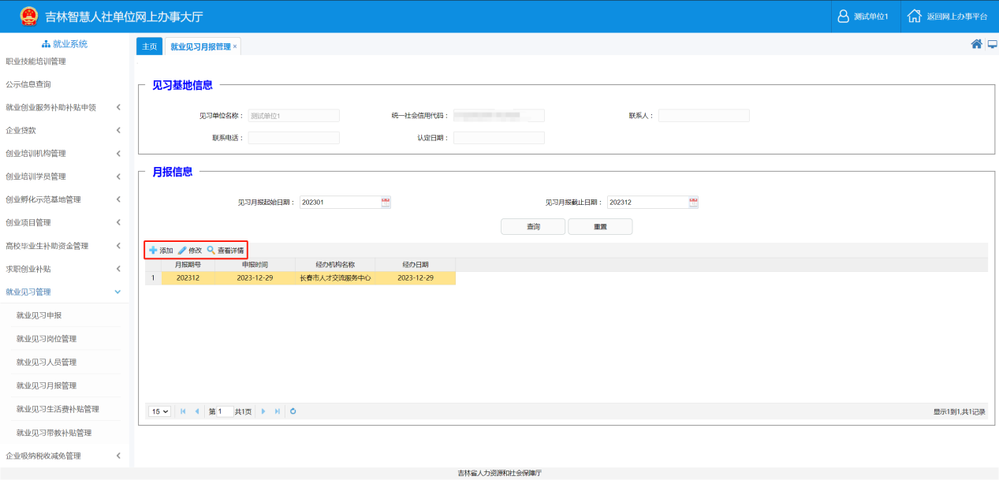 吉林智慧人社单位网上办事大厅
测试单位1
返回网上办事平台
就业系统
职业技能培训管理
公示信息查询
就业创业服务补助补贴申领
企业贷款
创业培训机构管理
创业培训学员管理
创业孵化示范基地管理
创业项目管理
高校毕业生补助资金管理
求职创业补贴
就业见习管理
就业见习申报
就业见习岗位管理
就业见习人员管理
就业见习月报管理
就业见习生活费补贴管理
就业见习带教补贴管理
企业吸纳税收减免管理
主页 就业见习月报管理 ×
见习基地信息
见习单位名称： 测试单位1 统一社会信用代码： 联系人：
联系电话： 认定日期：
月报信息
见习月报起始日期： 202301 见习月报截止日期： 202312
查询 重置
添加 修改 查看详情
月报期号 申报时间 经办机构名称 经办日期
1 202312 2023-12-29 长春市人才交流服务中心 2023-12-29
15 第 1 共1页 显示1到1,共1记录
吉林省人力资源和社会保障厅